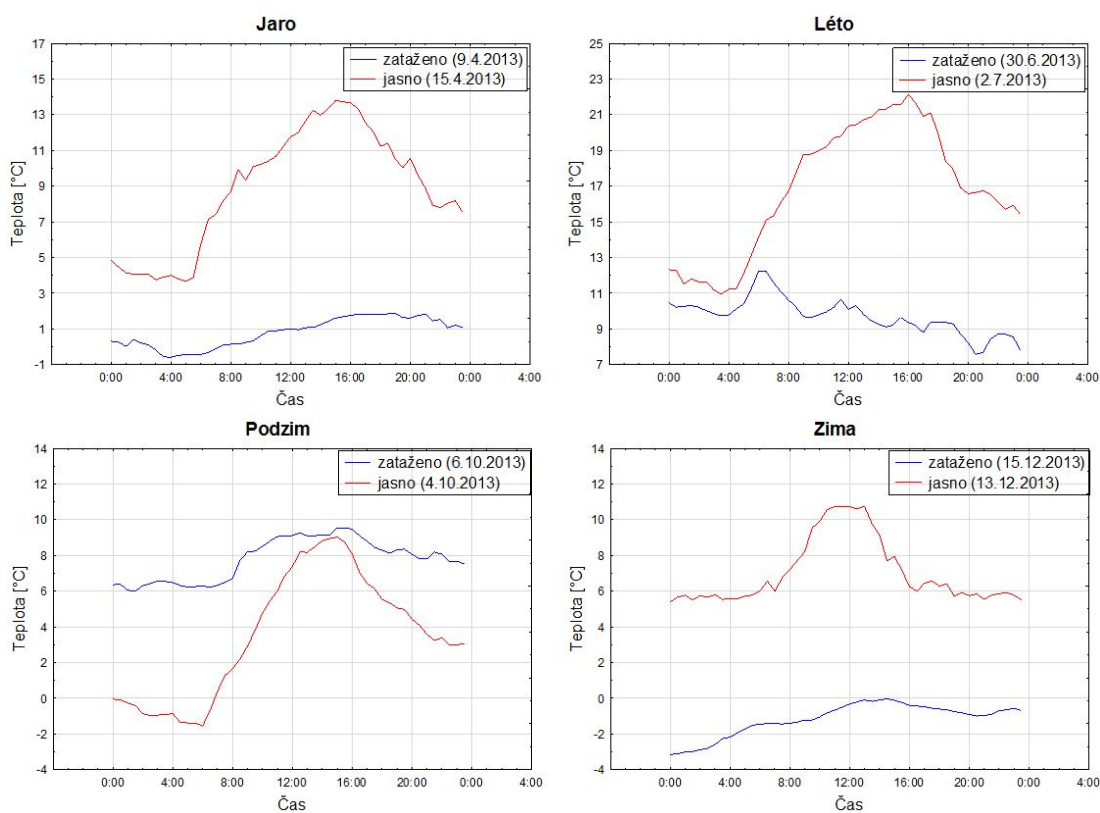 Jaro
zataženo (9.4.2013)
jasno (15.4.2013)
Teplota [°C]
17
15
13
11
9
7
5
3
1
-1
0:00 4:00 8:00 12:00 16:00 20:00 0:00 4:00
Čas
Léto
zataženo (30.6.2013)
jasno (2.7.2013)
Teplota [°C]
25
23
21
19
17
15
13
11
9
7
0:00 4:00 8:00 12:00 16:00 20:00 0:00 4:00
Čas
Podzim
zataženo (6.10.2013)
jasno (4.10.2013)
Teplota [°C]
14
12
10
8
6
4
2
0
-2
-4
0:00 4:00 8:00 12:00 16:00 20:00 0:00 4:00
Čas
Zima
zataženo (15.12.2013)
jasno (13.12.2013)
Teplota [°C]
14
12
10
8
6
4
2
0
-2
-4
0:00 4:00 8:00 12:00 16:00 20:00 0:00 4:00
Čas